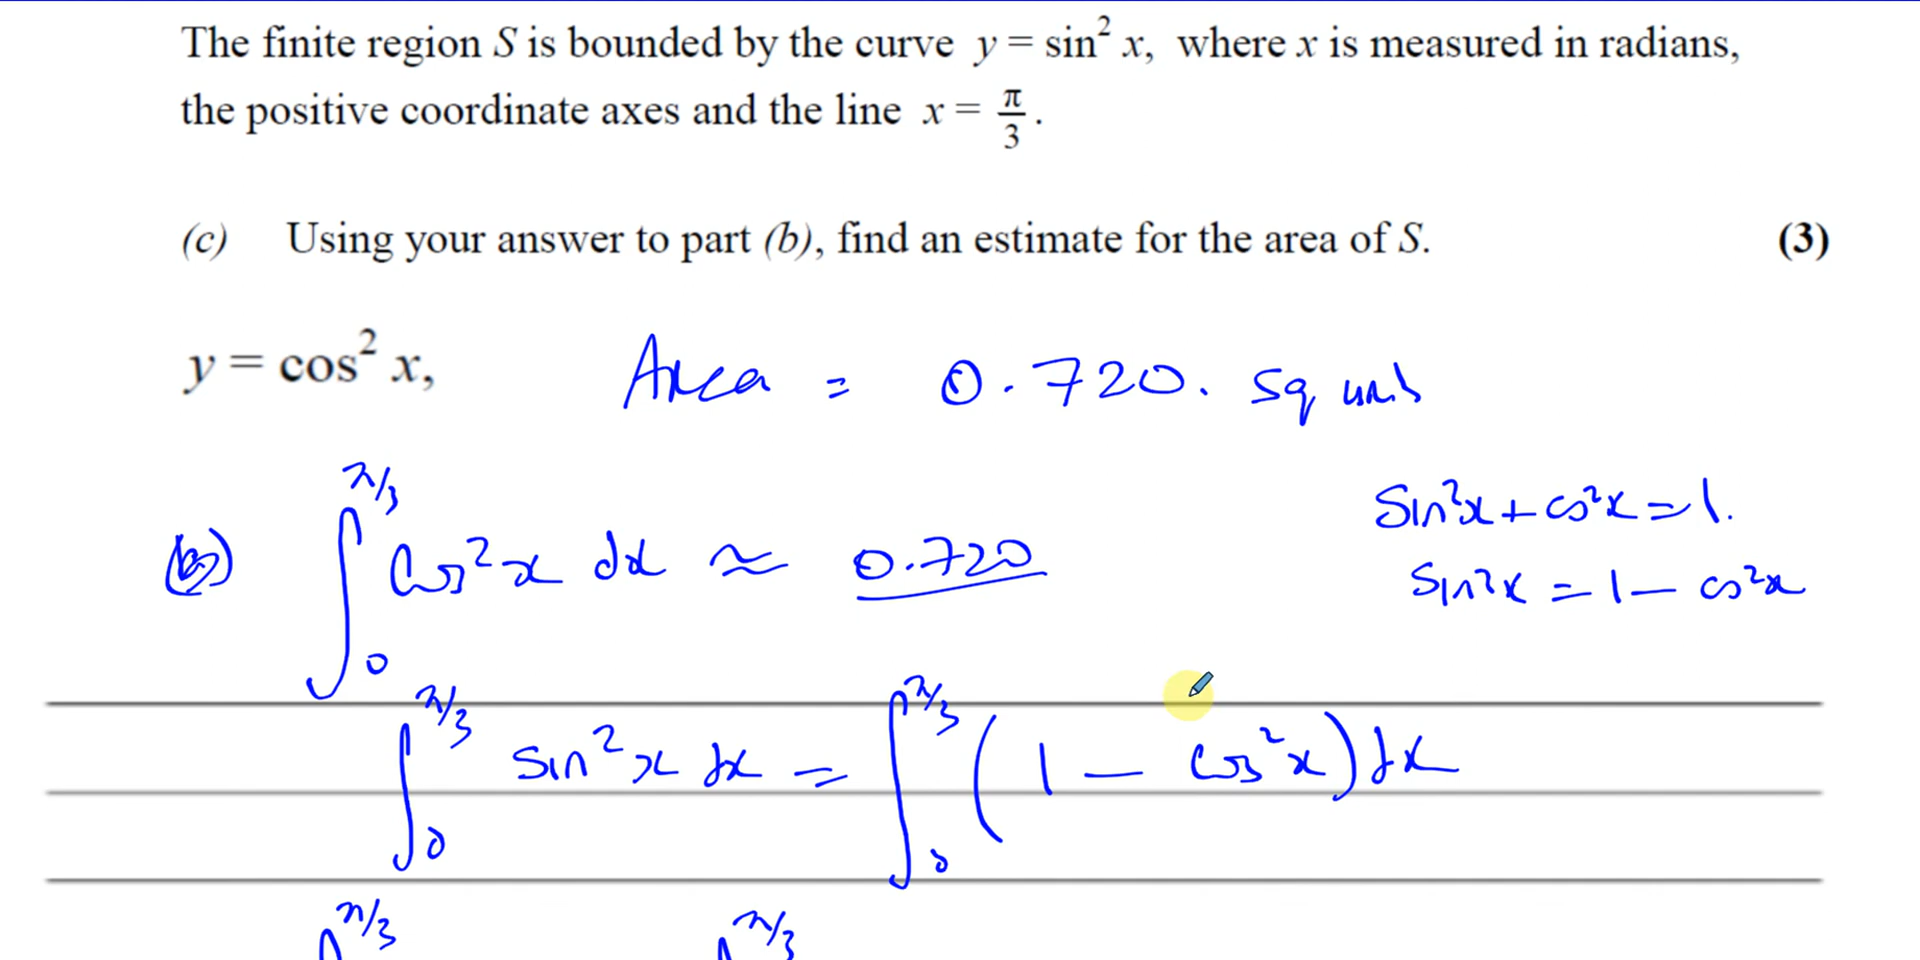 The finite region S is bounded by the curve y = sin² x, where x is measured in radians,
the positive coordinate axes and the line x = π/3.
(c) Using your answer to part (b), find an estimate for the area of S. (3)
y = cos² x, Area = 0.720. sq units
sin²x + cos²x = 1.
(b) ∫₀^π/3 cos²x dx ≈ 0.720
sin²x = 1 − cos²x
∫₀^π/3 sin²x dx = ∫₀^π/3 (1 − cos²x) dx
π/3 π/3